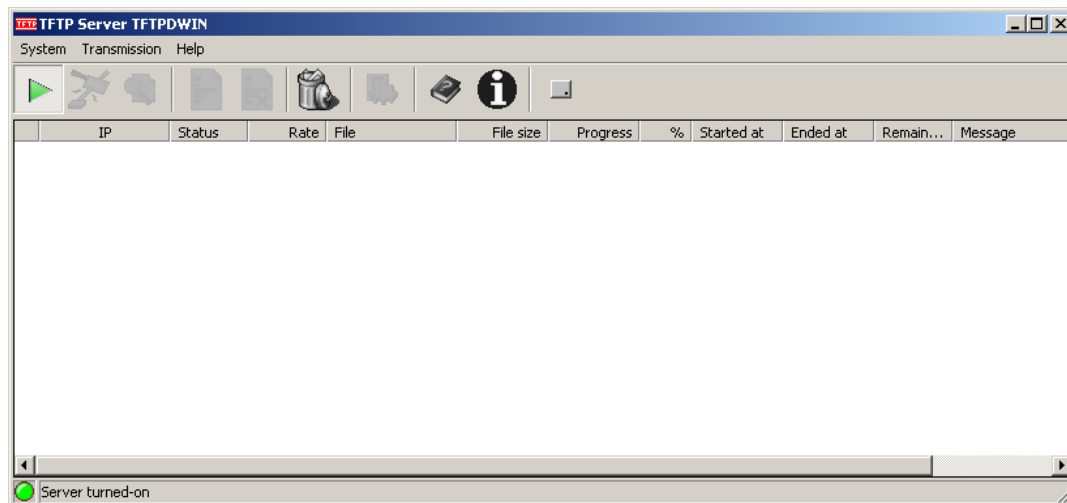 TFTP TFTP Server TFTPDWIN
System Transmission Help
IP Status Rate File File size Progress % Started at Ended at Remain... Message
Server turned-on